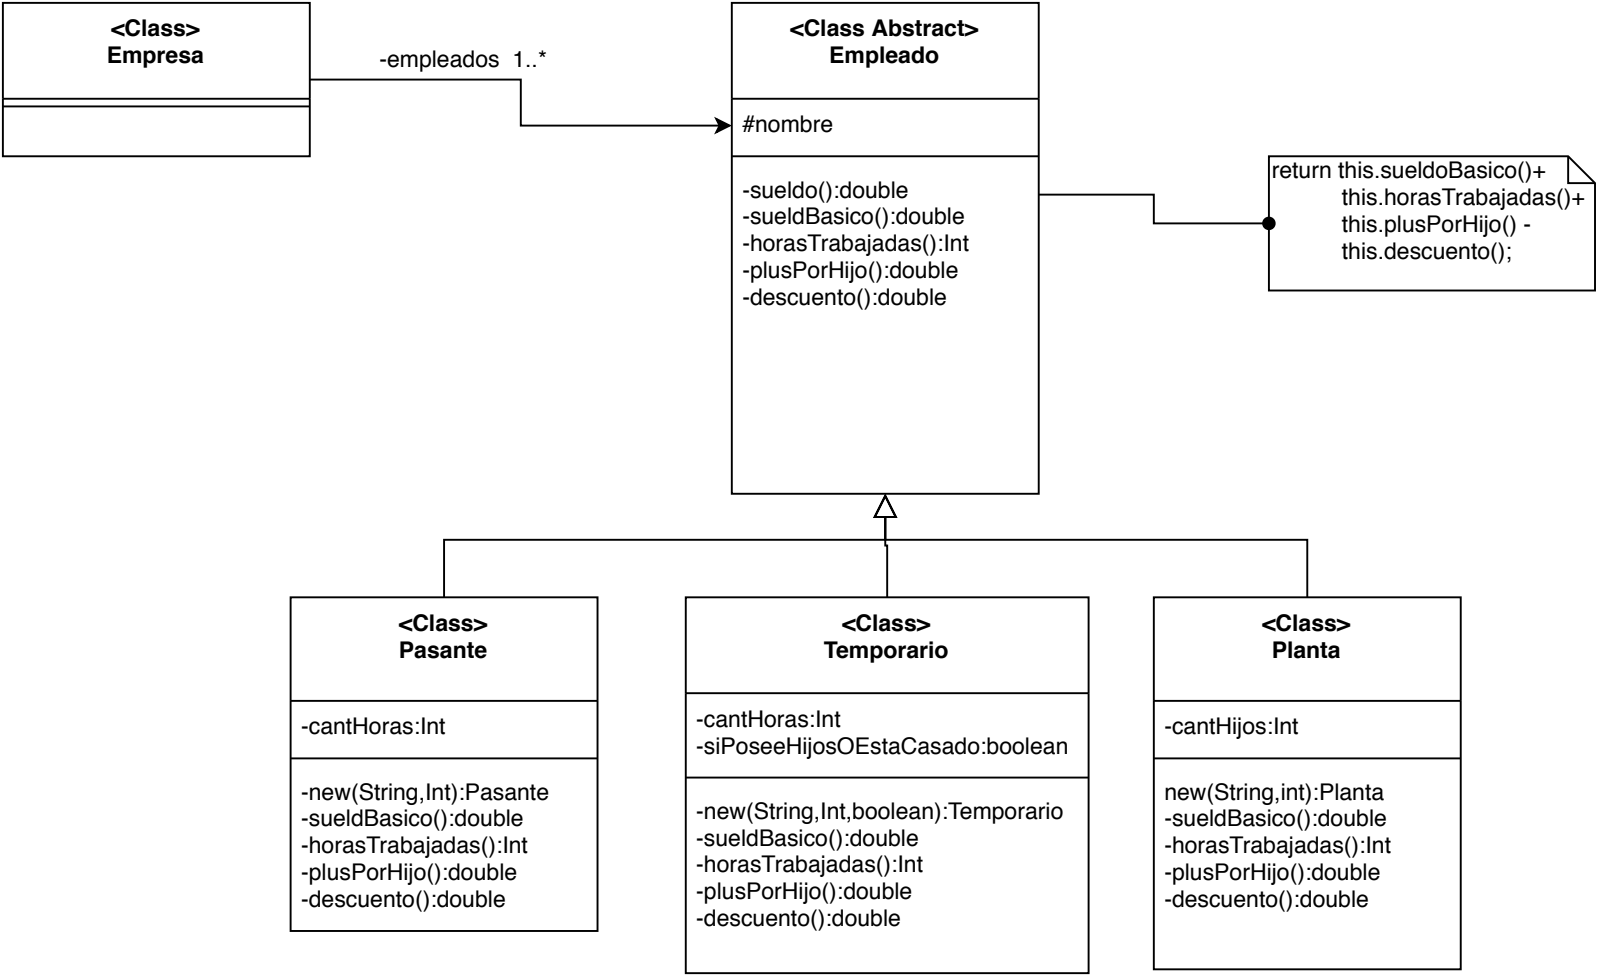 <Class>
Empresa
-empleados 1..*
<Class Abstract>
Empleado
#nombre
-sueldo():double
-sueldBasico():double
-horasTrabajadas():Int
-plusPorHijo():double
-descuento():double
return this.sueldoBasico()+
this.horasTrabajadas()+
this.plusPorHijo() -
this.descuento();
<Class>
Pasante
-cantHoras:Int
-new(String,Int):Pasante
-sueldBasico():double
-horasTrabajadas():Int
-plusPorHijo():double
-descuento():double
<Class>
Temporario
-cantHoras:Int
-siPoseeHijosOEstaCasado:boolean
-new(String,Int,boolean):Temporario
-sueldBasico():double
-horasTrabajadas():Int
-plusPorHijo():double
-descuento():double
<Class>
Planta
-cantHijos:Int
new(String,int):Planta
-sueldBasico():double
-horasTrabajadas():Int
-plusPorHijo():double
-descuento():double